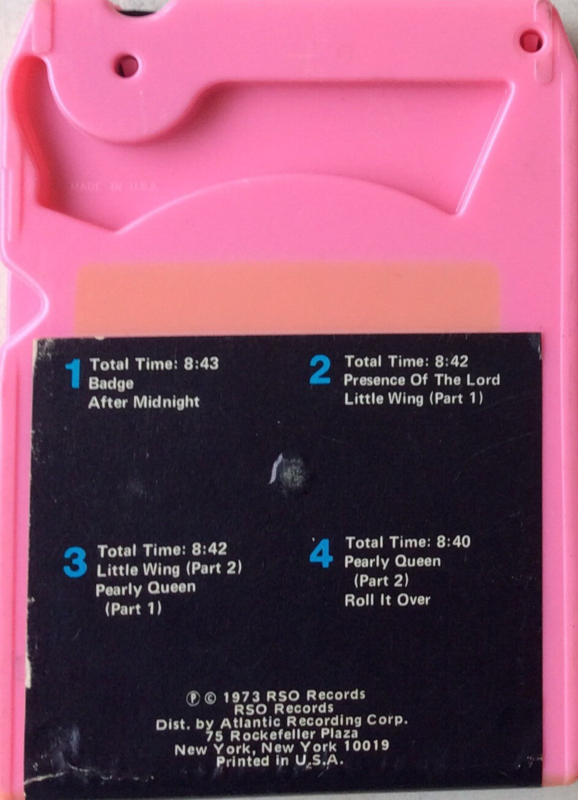 MADE IN U.S.A.
1 Total Time: 8:43
Badge
After Midnight
2 Total Time: 8:42
Presence Of The Lord
Little Wing (Part 1)
3 Total Time: 8:42
Little Wing (Part 2)
Pearly Queen
(Part 1)
4 Total Time: 8:40
Pearly Queen
(Part 2)
Roll It Over
Ⓟ © 1973 RSO Records
RSO Records
Dist. by Atlantic Recording Corp.
75 Rockefeller Plaza
New York, New York 10019
Printed in U.S.A.